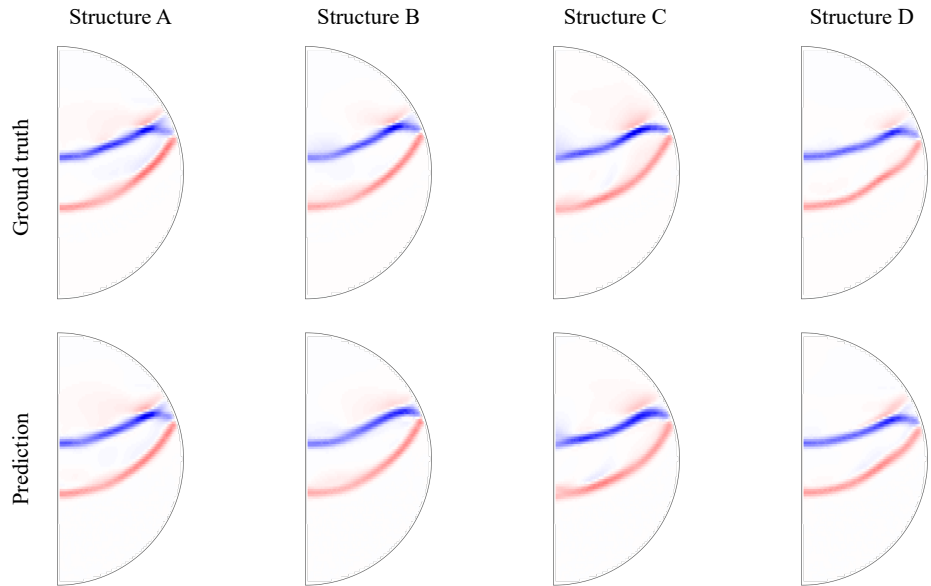 Structure A
Structure B
Structure C
Structure D
Ground truth
Prediction